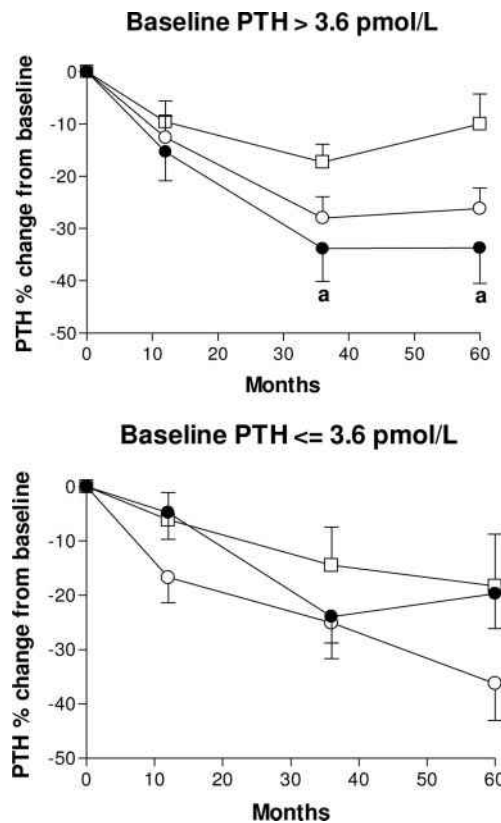 Baseline PTH > 3.6 pmol/L
PTH % change from baseline
0
-10
-20
-30
-40
-50
a a
0 10 20 30 40 50 60
Months
Baseline PTH <= 3.6 pmol/L
PTH % change from baseline
0
-10
-20
-30
-40
-50
0 10 20 30 40 50 60
Months